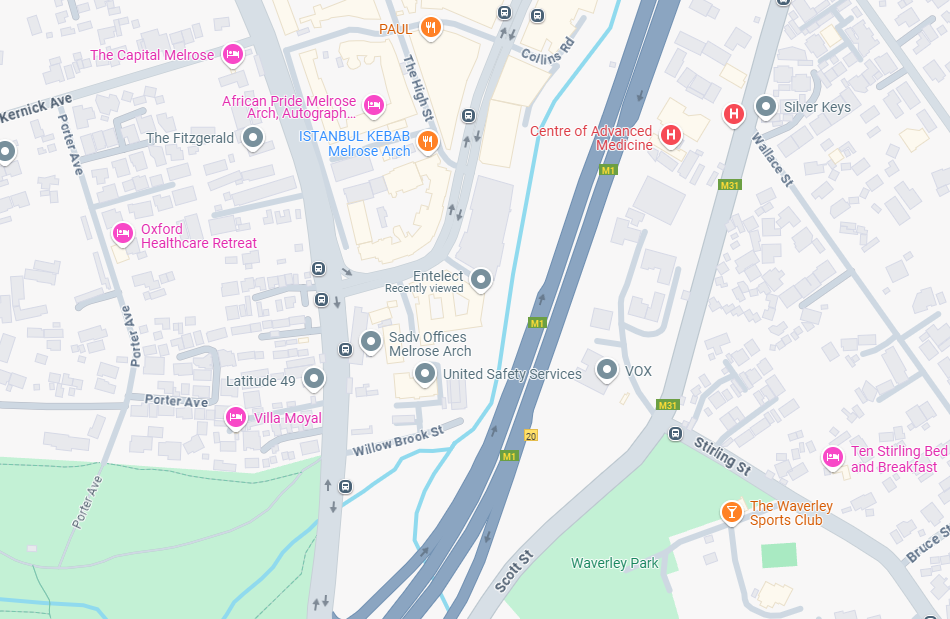 PAUL
The Capital Melrose
Collins Rd
The High St
African Pride Melrose
Arch, Autograph...
Kernick Ave
Silver Keys
Porter Ave
The Fitzgerald
ISTANBUL KEBAB
Melrose Arch
Centre of Advanced
Medicine
H
H
Wallace St
M1
M31
Oxford
Healthcare Retreat
Entelect
Recently viewed
Porter Ave
M1
Sadv Offices
Melrose Arch
United Safety Services
VOX
Latitude 49
Porter Ave
M31
Villa Moyal
Willow Brook St
20
M1
Stirling St
Ten Stirling Bed
and Breakfast
Porter Ave
The Waverley
Sports Club
Bruce St
Waverley Park
Scott St